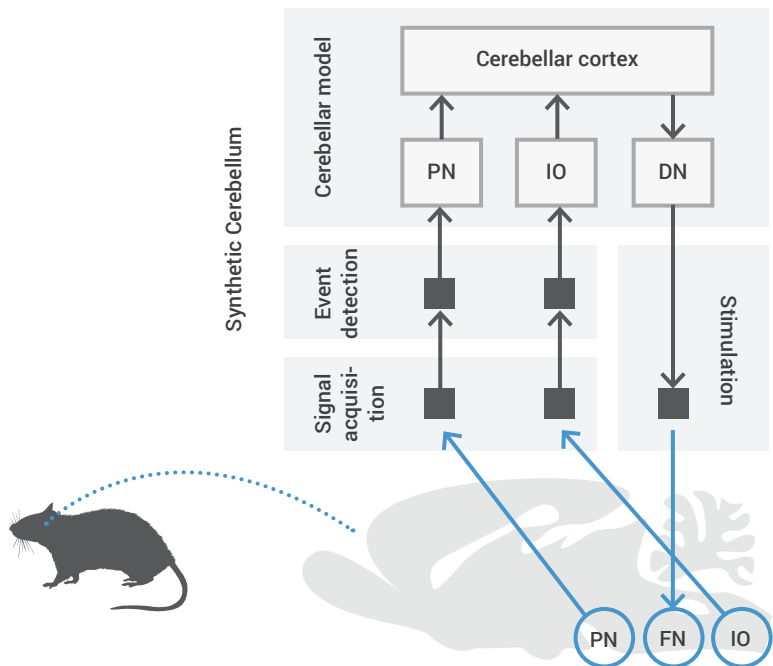 Synthetic Cerebellum
Cerebellar model
Cerebellar cortex
PN
IO
DN
Event
detection
Signal
acquisi-
tion
Stimulation
PN
FN
IO